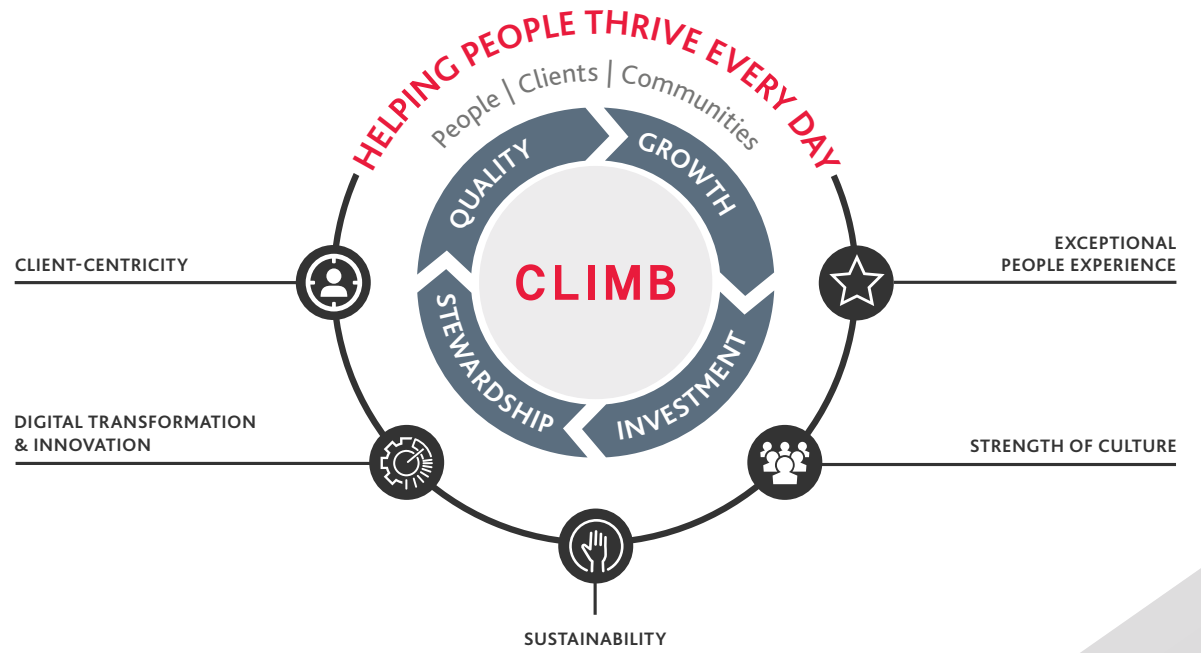 HELPING PEOPLE THRIVE EVERY DAY
People | Clients | Communities
QUALITY
GROWTH
CLIMB
STEWARDSHIP
INVESTMENT
CLIENT-CENTRICITY
EXCEPTIONAL
PEOPLE EXPERIENCE
DIGITAL TRANSFORMATION
& INNOVATION
STRENGTH OF CULTURE
SUSTAINABILITY